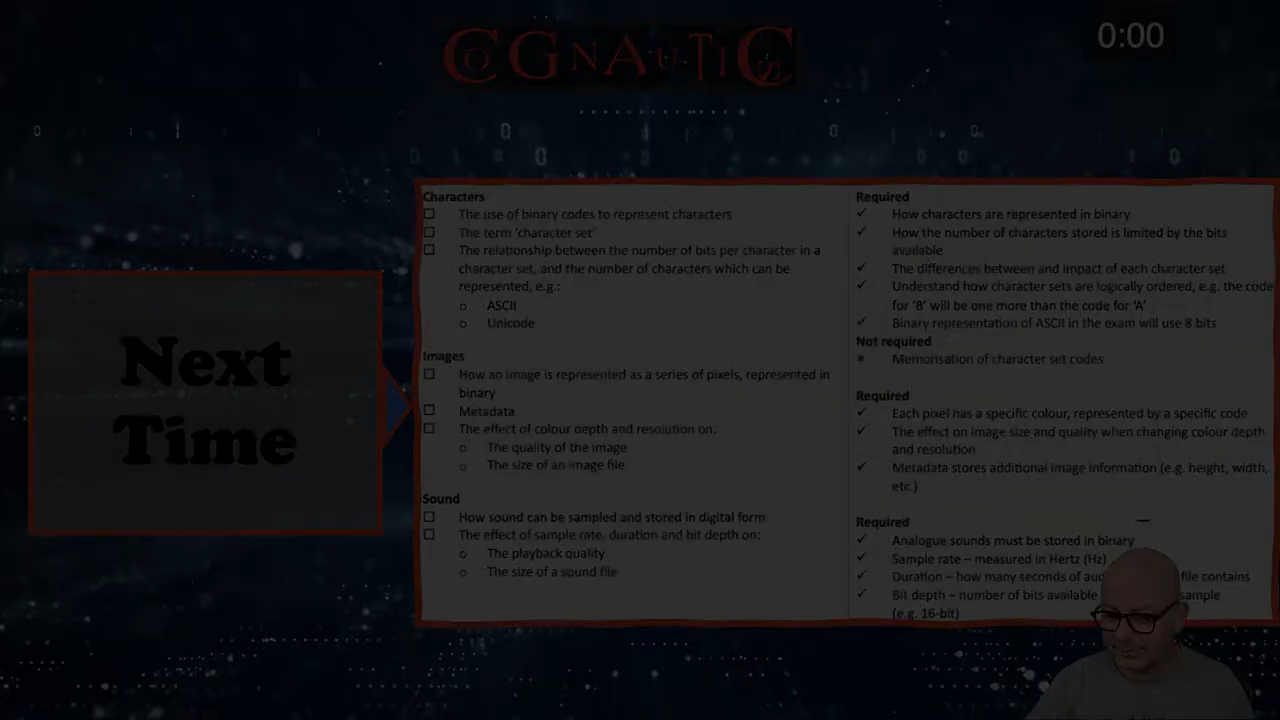 COGNAUTICS
0:00
Next
Time
Characters
The use of binary codes to represent characters
The term ‘character set’
The relationship between the number of bits per character in a
character set, and the number of characters which can be
represented, e.g.:
o ASCII
o Unicode
Images
How an image is represented as a series of pixels, represented in
binary
Metadata
The effect of colour depth and resolution on:
o The quality of the image
o The size of an image file
Sound
How sound can be sampled and stored in digital form
The effect of sample rate, duration and bit depth on:
o The playback quality
o The size of a sound file
Required
✓ How characters are represented in binary
✓ How the number of characters stored is limited by the bits
available
✓ The differences between and impact of each character set
✓ Understand how character sets are logically ordered, e.g. the code
for ‘B’ will be one more than the code for ‘A’
✓ Binary representation of ASCII in the exam will use 8 bits
Not required
Memorisation of character set codes
Required
✓ Each pixel has a specific colour, represented by a specific code
✓ The effect on image size and quality when changing colour depth
and resolution
✓ Metadata stores additional image information (e.g. height, width,
etc.)
Required
✓ Analogue sounds must be stored in binary
✓ Sample rate – measured in Hertz (Hz)
✓ Duration – how many seconds of file contains
✓ Bit depth – number of bits available sample
(e.g. 16-bit)